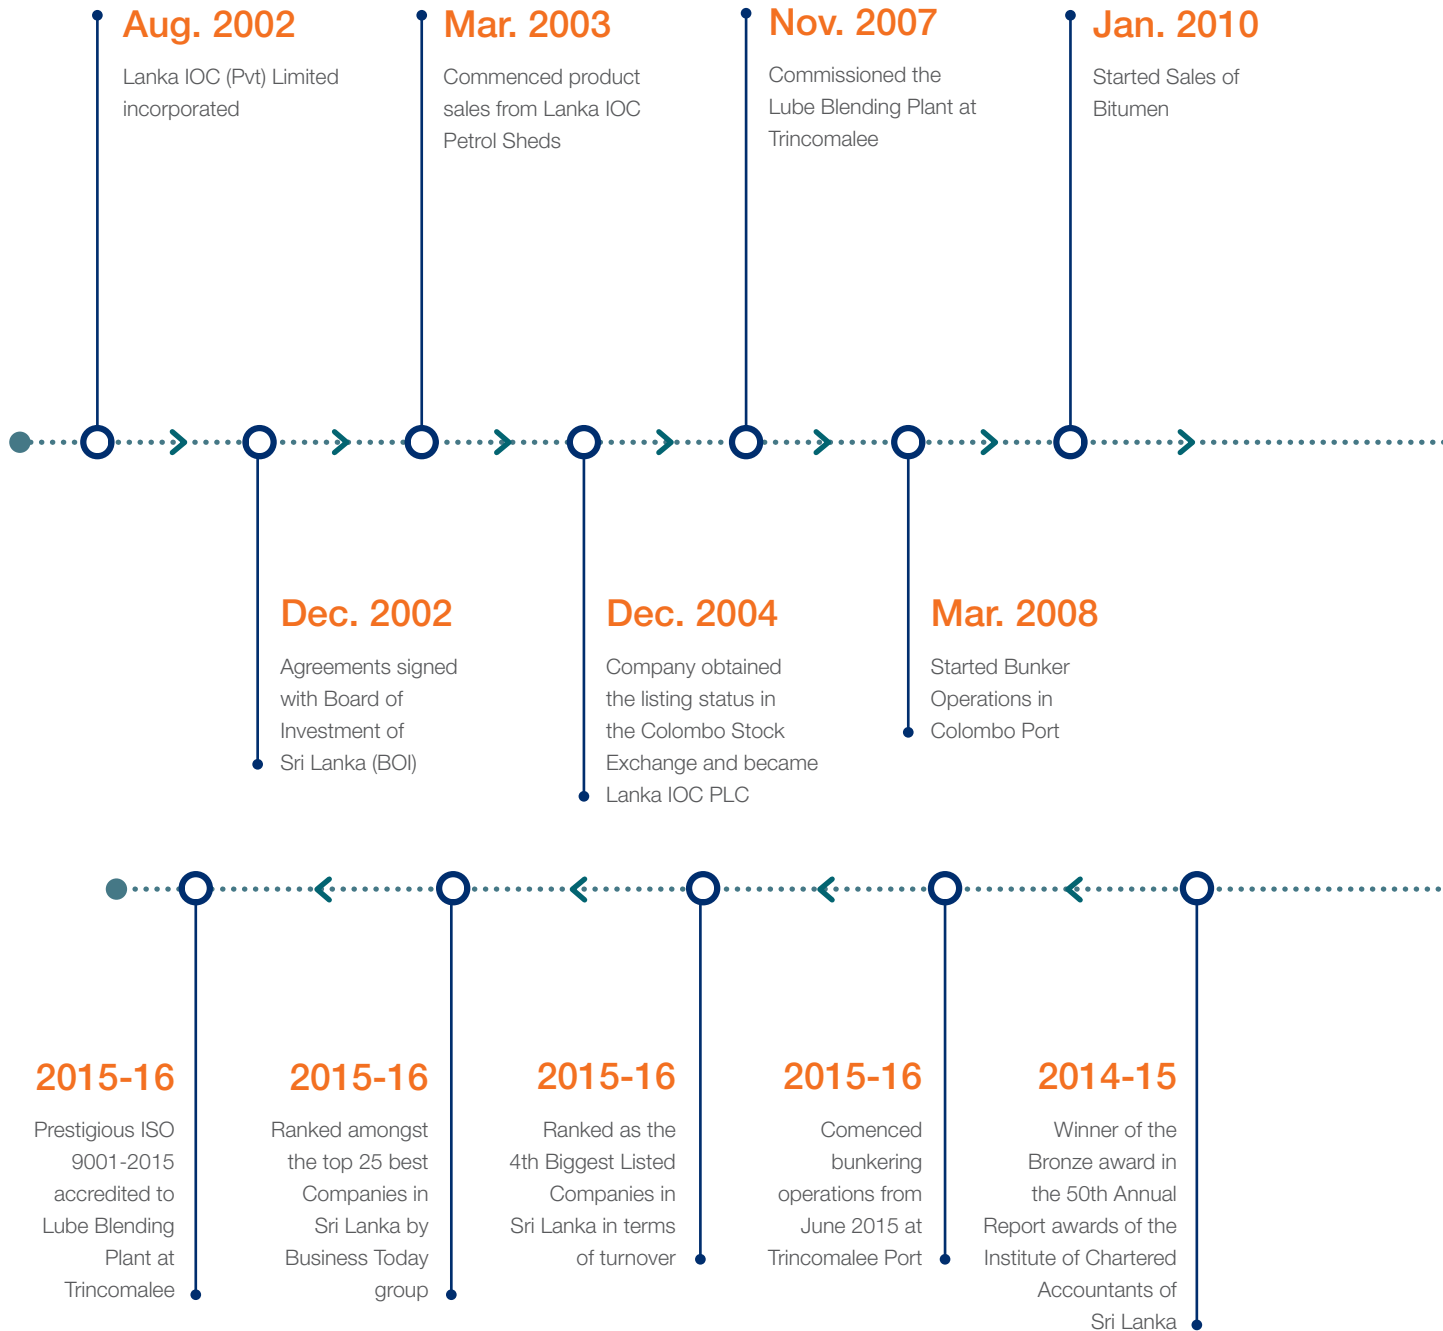 Aug. 2002
Lanka IOC (Pvt) Limited
incorporated
Mar. 2003
Commenced product
sales from Lanka IOC
Petrol Sheds
Nov. 2007
Commissioned the
Lube Blending Plant at
Trincomalee
Jan. 2010
Started Sales of
Bitumen
Dec. 2002
Agreements signed
with Board of
Investment of
Sri Lanka (BOI)
Dec. 2004
Company obtained
the listing status in
the Colombo Stock
Exchange and became
Lanka IOC PLC
Mar. 2008
Started Bunker
Operations in
Colombo Port
2015-16
Prestigious ISO
9001-2015
accredited to
Lube Blending
Plant at
Trincomalee
2015-16
Ranked amongst
the top 25 best
Companies in
Sri Lanka by
Business Today
group
2015-16
Ranked as the
4th Biggest Listed
Companies in
Sri Lanka in terms
of turnover
2015-16
Comenced
bunkering
operations from
June 2015 at
Trincomalee Port
2014-15
Winner of the
Bronze award in
the 50th Annual
Report awards of the
Institute of Chartered
Accountants of
Sri Lanka